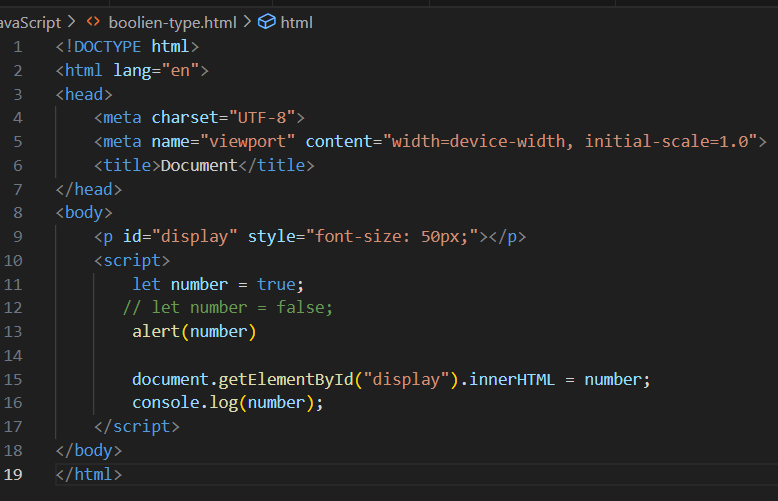 avaScript > <> boolien-type.html > html
1 <!DOCTYPE html>
2 <html lang="en">
3 <head>
4     <meta charset="UTF-8">
5     <meta name="viewport" content="width=device-width, initial-scale=1.0">
6     <title>Document</title>
7 </head>
8 <body>
9     <p id="display" style="font-size: 50px;"></p>
10     <script>
11         let number = true;
12        // let number = false;
13         alert(number)
14
15         document.getElementById("display").innerHTML = number;
16         console.log(number);
17     </script>
18 </body>
19 </html>